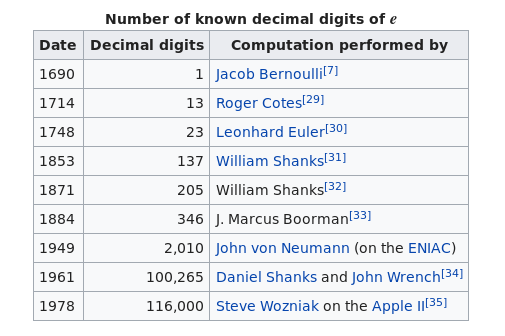 Number of known decimal digits of e
Date Decimal digits Computation performed by
1690 1 Jacob Bernoulli[7]
1714 13 Roger Cotes[29]
1748 23 Leonhard Euler[30]
1853 137 William Shanks[31]
1871 205 William Shanks[32]
1884 346 J. Marcus Boorman[33]
1949 2,010 John von Neumann (on the ENIAC)
1961 100,265 Daniel Shanks and John Wrench[34]
1978 116,000 Steve Wozniak on the Apple II[35]